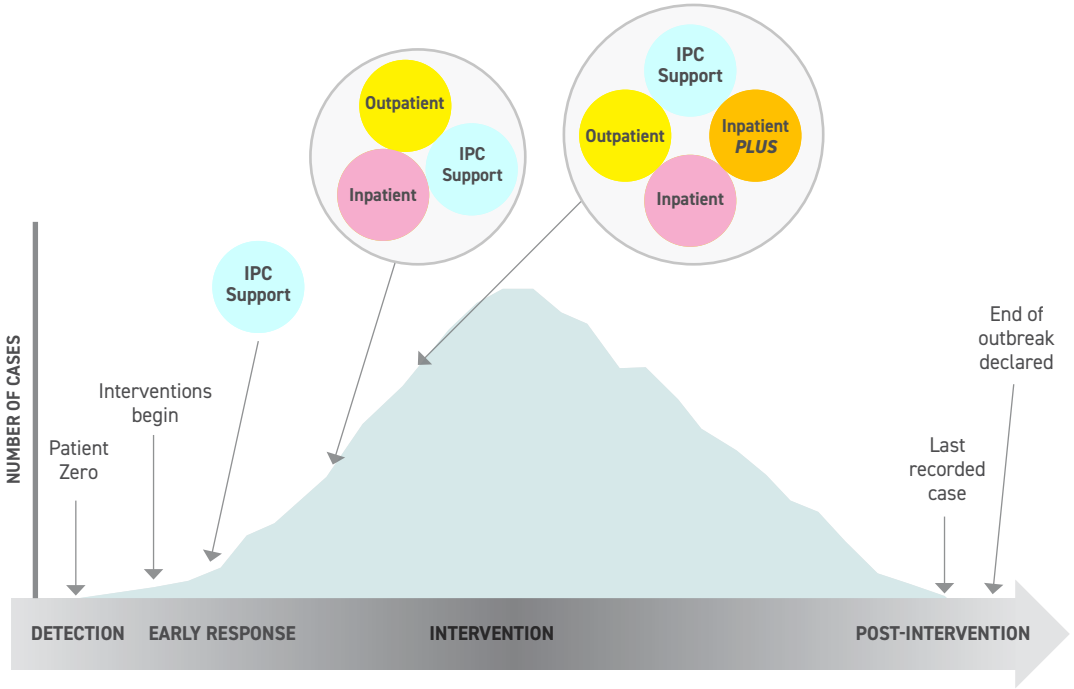 Outpatient
IPC
Support
Inpatient
IPC
Support
Outpatient
Inpatient
PLUS
Inpatient
IPC
Support
NUMBER OF CASES
Patient
Zero
Interventions
begin
Last
recorded
case
End of
outbreak
declared
DETECTION
EARLY RESPONSE
INTERVENTION
POST-INTERVENTION